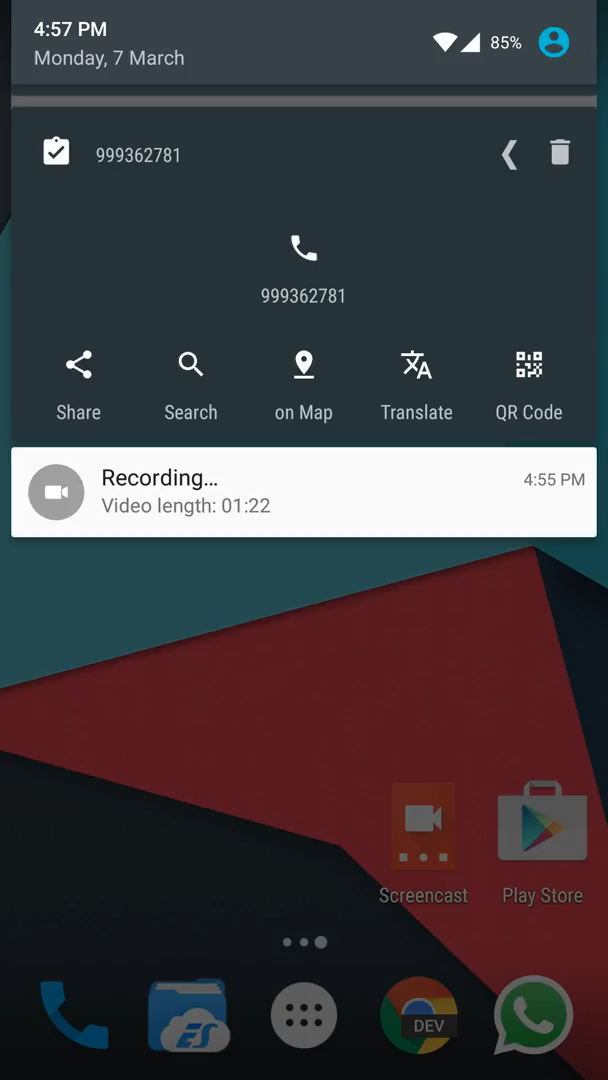 4:57 PM
Monday, 7 March
85%
999362781
999362781
Share
Search
on Map
Translate
QR Code
Recording...
4:55 PM
Video length: 01:22
Screencast
Play Store
ES
DEV